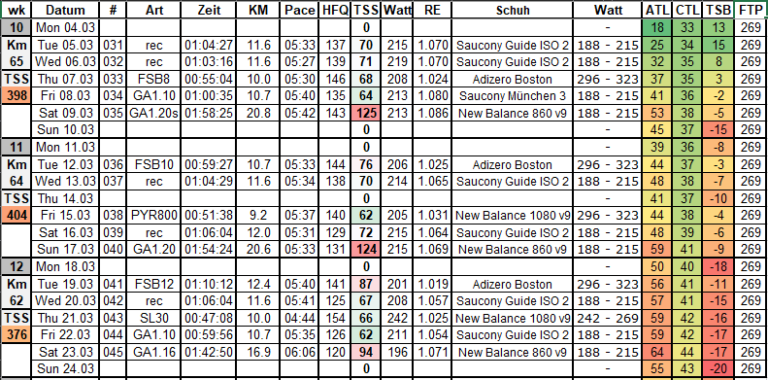 wk Datum # Art Zeit KM Pace HFQ TSS Watt RE Schuh Watt ATL CTL TSB FTP
10 Mon 04.03 0 - 18 33 13 269
Km Tue 05.03 031 rec 01:04:27 11.6 05:33 137 70 215 1.070 Saucony Guide ISO 2 188 - 215 25 34 15 269
65 Wed 06.03 032 rec 01:03:16 11.6 05:27 139 71 219 1.070 Saucony Guide ISO 2 188 - 215 32 35 8 269
TSS Thu 07.03 033 FSB8 00:55:04 10.0 05:30 146 68 208 1.024 Adizero Boston 296 - 323 37 35 3 269
398 Fri 08.03 034 GA1.10 01:00:35 10.7 05:40 135 64 213 1.080 Saucony München 3 188 - 215 41 36 -2 269
Sat 09.03 035 GA1.20s 01:58:25 20.8 05:42 143 125 213 1.086 New Balance 860 v9 188 - 215 53 38 -5 269
Sun 10.03 0 - 45 37 -15 269
11 Mon 11.03 0 - 39 36 -8 269
Km Tue 12.03 036 FSB10 00:59:27 10.7 05:33 144 76 206 1.025 Adizero Boston 296 - 323 44 37 -3 269
64 Wed 13.03 037 rec 01:04:29 11.6 05:34 138 70 214 1.065 Saucony Guide ISO 2 188 - 215 48 38 -7 269
TSS Thu 14.03 0 - 41 37 -10 269
404 Fri 15.03 038 PYR800 00:51:38 9.2 05:37 140 62 205 1.031 New Balance 1080 v9 296 - 323 44 38 -4 269
Sat 16.03 039 rec 01:06:04 12.0 05:31 129 72 215 1.064 Saucony Guide ISO 2 188 - 215 48 39 -6 269
Sun 17.03 040 GA1.20 01:54:24 20.6 05:33 131 124 215 1.069 New Balance 860 v9 188 - 215 59 41 -9 269
12 Mon 18.03 0 - 50 40 -18 269
Km Tue 19.03 041 FSB12 01:10:12 12.4 05:40 141 87 201 1.019 Adizero Boston 296 - 323 56 41 -11 269
62 Wed 20.03 042 rec 01:06:04 11.6 05:41 125 67 208 1.057 Saucony Guide ISO 2 188 - 215 57 41 -15 269
TSS Thu 21.03 043 SL30 00:47:08 10.0 04:44 154 66 242 1.025 New Balance 1080 v9 242 - 269 59 42 -16 269
376 Fri 22.03 044 GA1.10 00:59:56 10.7 05:35 126 62 211 1.054 Saucony Guide ISO 2 188 - 215 59 42 -17 269
Sat 23.03 045 GA1.16 01:42:50 16.9 06:06 120 94 196 1.071 New Balance 860 v9 188 - 215 64 44 -17 269
Sun 24.03 0 - 55 43 -20 269